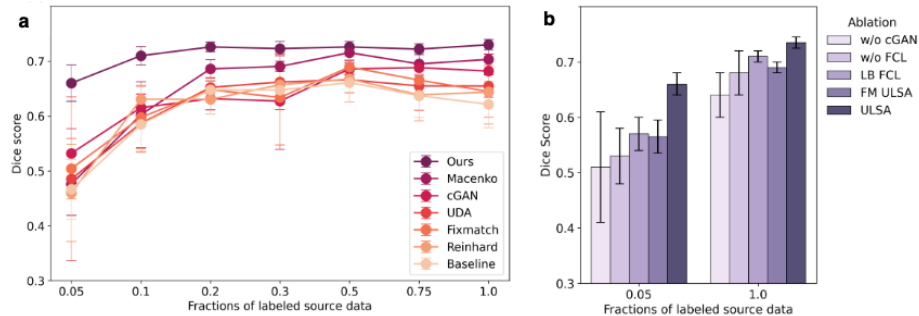 a
Dice score
0.7
0.6
0.5
0.4
0.3
Ours
Macenko
cGAN
UDA
Fixmatch
Reinhard
Baseline
0.05 0.1 0.2 0.3 0.5 0.75 1.0
Fractions of labeled source data
b
Dice Score
0.7
0.6
0.5
0.4
0.3
0.05 1.0
Fractions of labeled source data
Ablation
w/o cGAN
w/o FCL
LB FCL
FM ULSA
ULSA